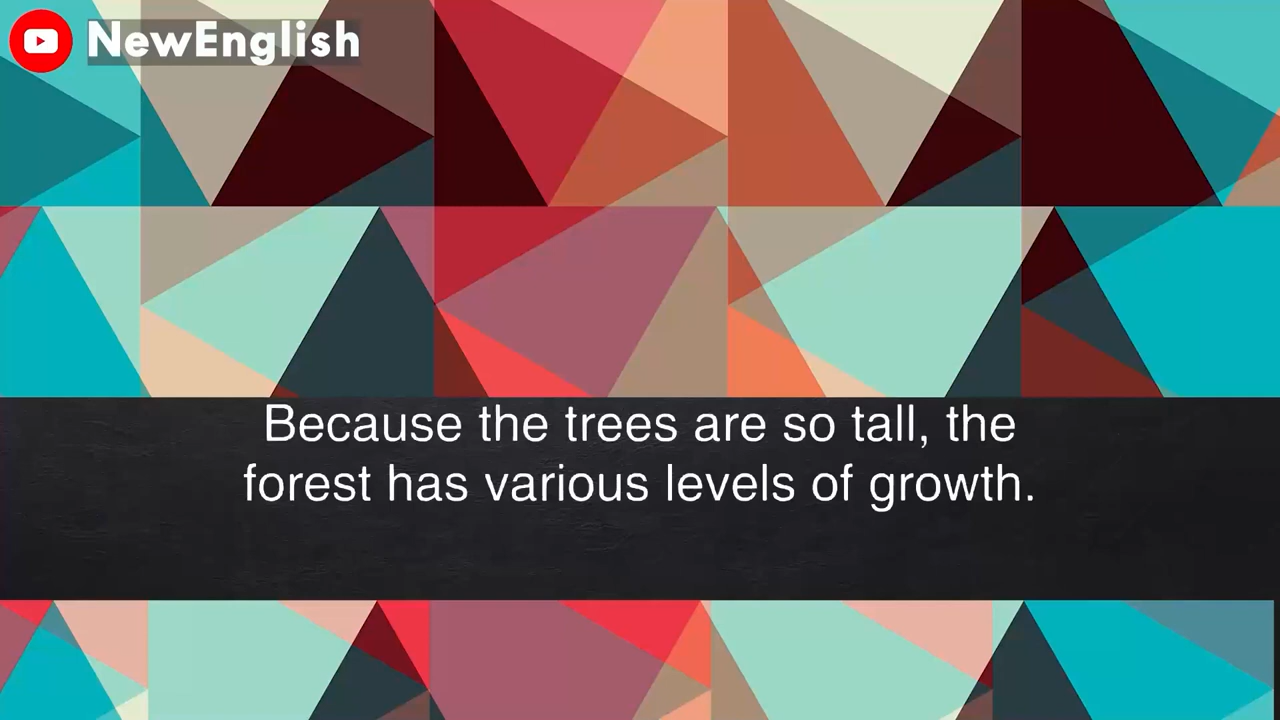 NewEnglish
Because the trees are so tall, the
forest has various levels of growth.